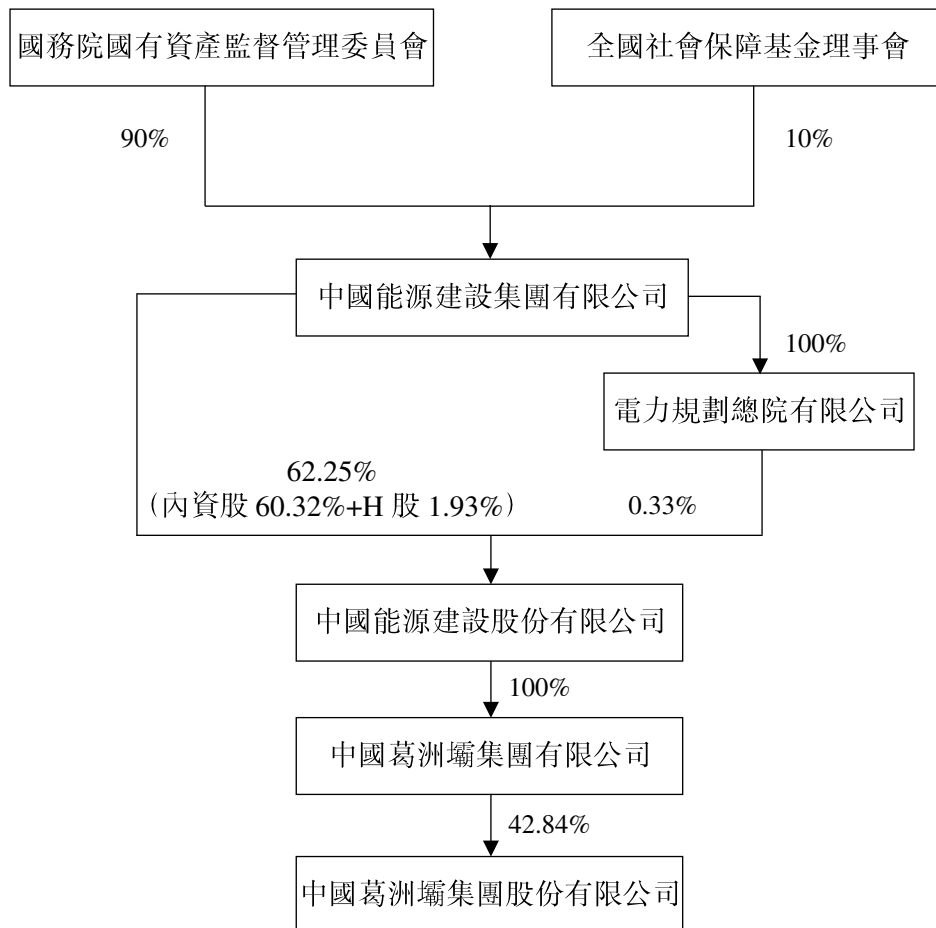 國務院國有資產監督管理委員會
全國社會保障基金理事會
90%
10%
中國能源建設集團有限公司
100%
電力規劃總院有限公司
62.25%
（內資股 60.32%+H 股 1.93%）
0.33%
中國能源建設股份有限公司
100%
中國葛洲壩集團有限公司
42.84%
中國葛洲壩集團股份有限公司